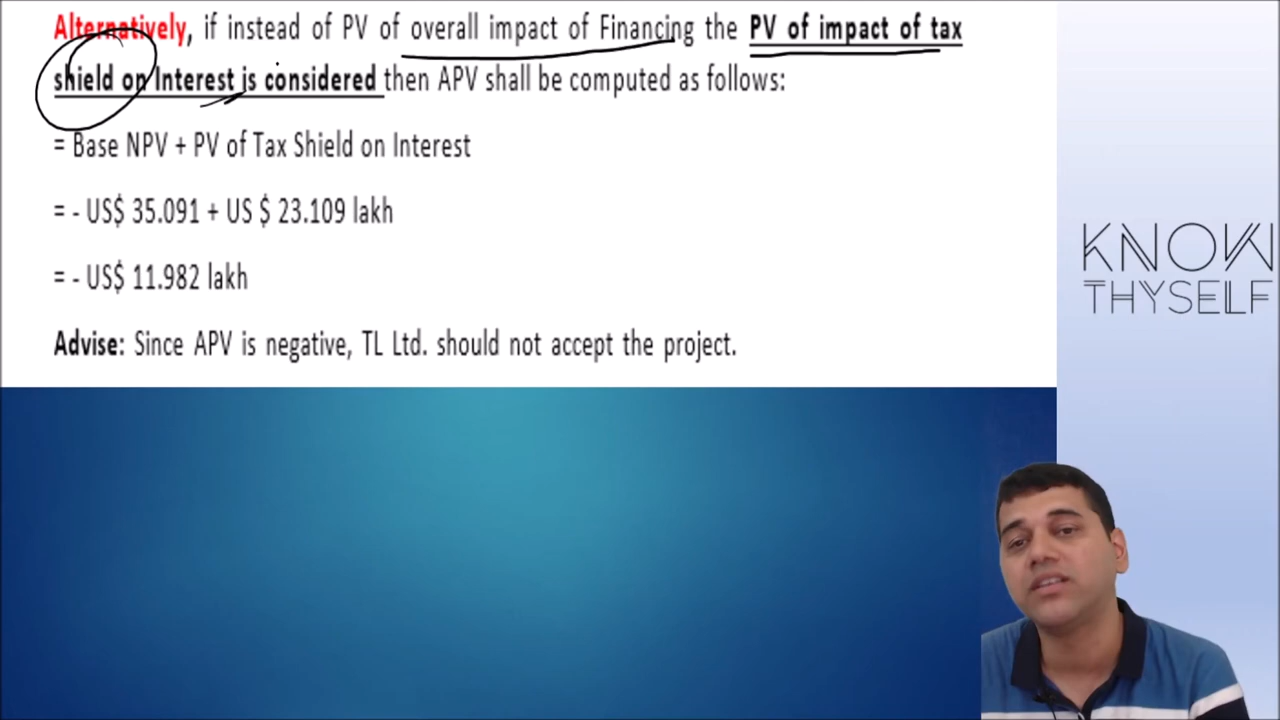 Alternatively, if instead of PV of overall impact of Financing the PV of impact of tax
shield on Interest is considered then APV shall be computed as follows:
= Base NPV + PV of Tax Shield on Interest
= - US$ 35.091 + US $ 23.109 lakh
= - US$ 11.982 lakh
Advise: Since APV is negative, TL Ltd. should not accept the project.
KNOW
THYSELF